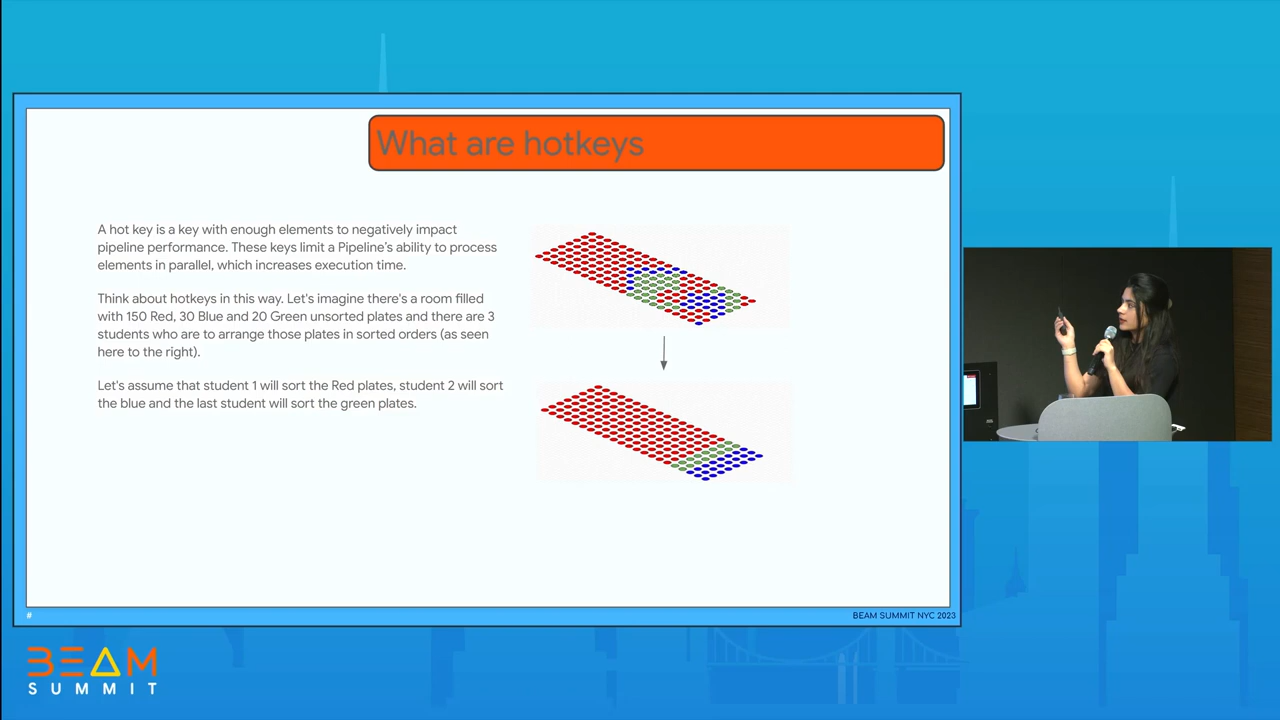 What are hotkeys
A hot key is a key with enough elements to negatively impact
pipeline performance. These keys limit a Pipeline's ability to process
elements in parallel, which increases execution time.
Think about hotkeys in this way. Let's imagine there's a room filled
with 150 Red, 30 Blue and 20 Green unsorted plates and there are 3
students who are to arrange those plates in sorted orders (as seen
here to the right).
Let's assume that student 1 will sort the Red plates, student 2 will sort
the blue and the last student will sort the green plates.
#
BEAM SUMMIT NYC 2023
BEAM
SUMMIT